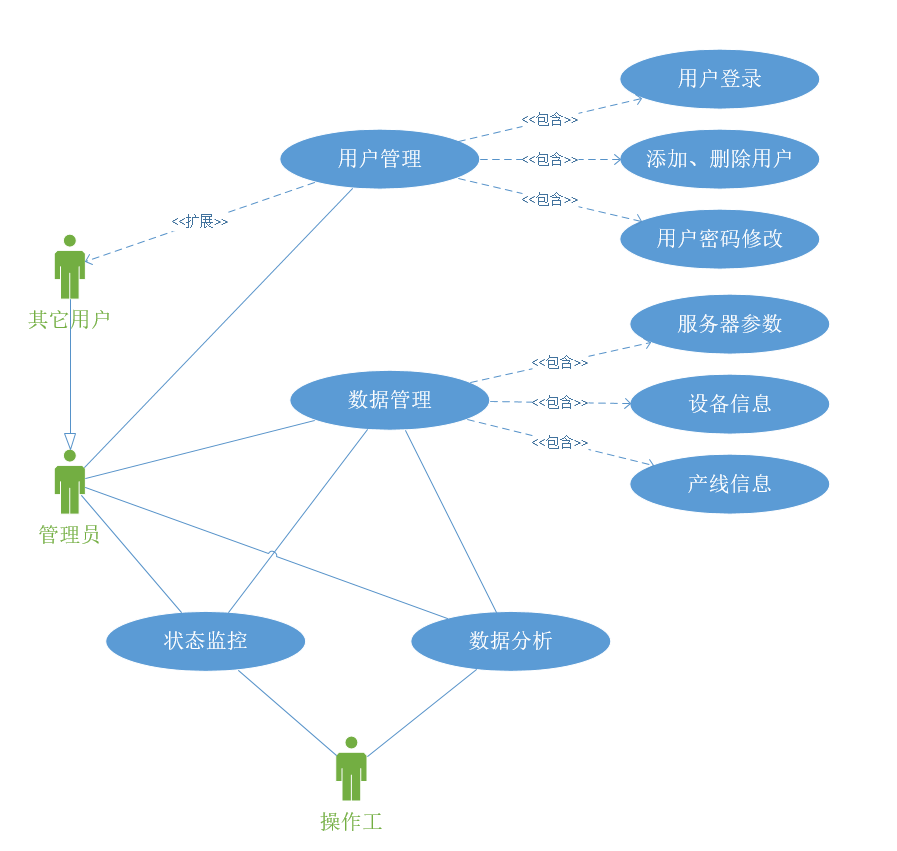 用户登录
<<包含>>
用户管理
<<包含>>
添加、删除用户
<<包含>>
<<扩展>>
用户密码修改
其它用户
服务器参数
<<包含>>
数据管理
<<包含>>
设备信息
<<包含>>
产线信息
管理员
状态监控
数据分析
操作工